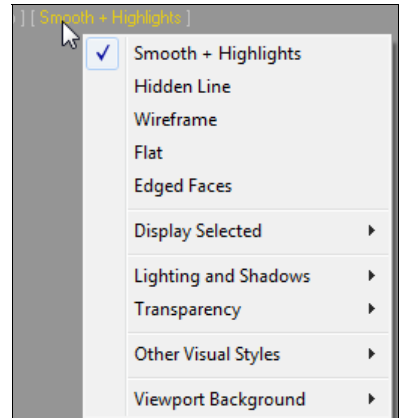 ] [ Smooth + Highlights ]
Smooth + Highlights
Hidden Line
Wireframe
Flat
Edged Faces
Display Selected
Lighting and Shadows
Transparency
Other Visual Styles
Viewport Background